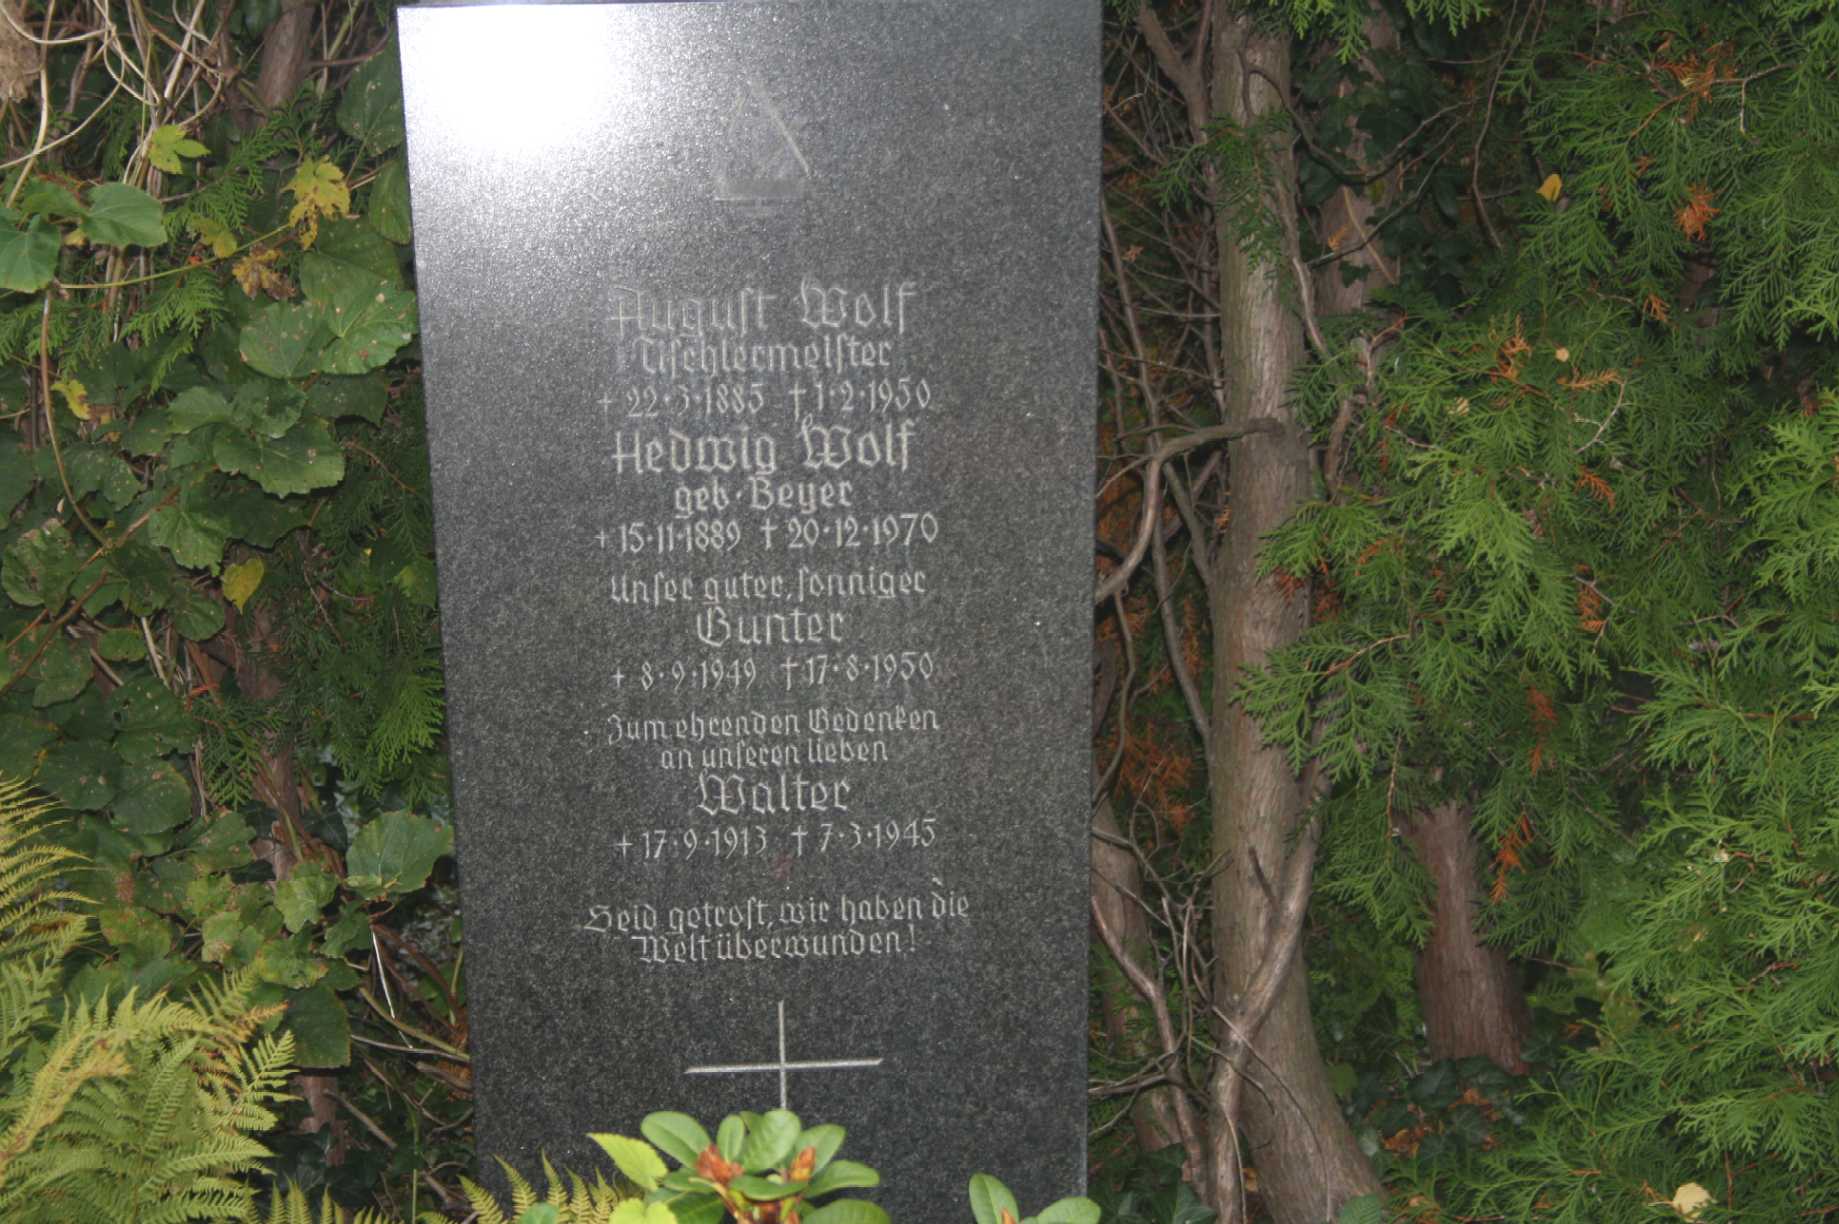 August Wolf
Tischlermeister
+ 22·3·1885 † 1·2·1950
Hedwig Wolf
geb·Beyer
+ 15·11·1889 † 20·12·1970
Unser guter, sonniger
Gunter
+ 8·9·1949 † 17·8·1950
Zum ehrenden Gedenken
an unseren lieben
Walter
+ 17·9·1913 † 7·3·1945
Seid getrost, wir haben die
Welt überwunden!